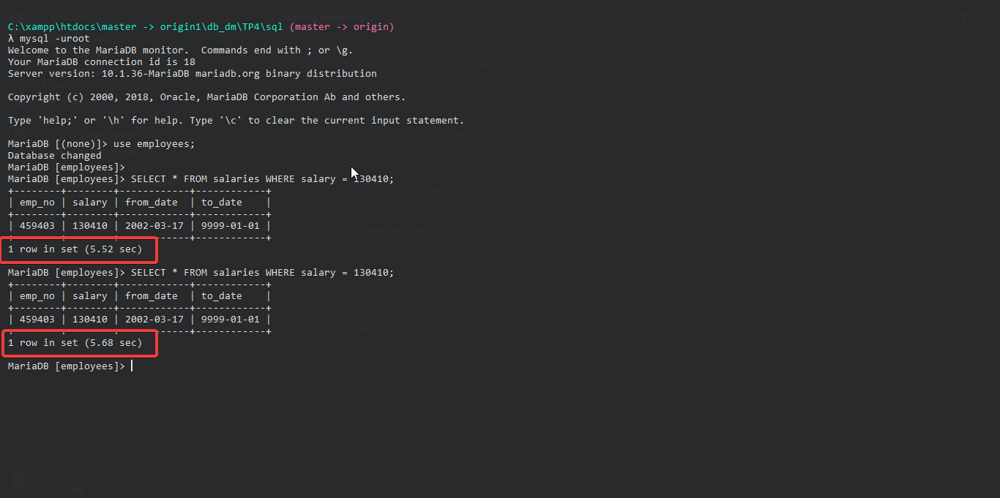 C:\xampp\htdocs\master -> origin1\db_dm\TP4\sql (master -> origin)
λ mysql -uroot
Welcome to the MariaDB monitor.  Commands end with ; or \g.
Your MariaDB connection id is 18
Server version: 10.1.36-MariaDB mariadb.org binary distribution
Copyright (c) 2000, 2018, Oracle, MariaDB Corporation Ab and others.
Type 'help;' or '\h' for help. Type '\c' to clear the current input statement.
MariaDB [(none)]> use employees;
Database changed
MariaDB [employees]>
MariaDB [employees]> SELECT * FROM salaries WHERE salary = 130410;
+--------+--------+------------+------------+
| emp_no | salary | from_date  | to_date    |
+--------+--------+------------+------------+
| 459403 | 130410 | 2002-03-17 | 9999-01-01 |
+--------+--------+------------+------------+
1 row in set (5.52 sec)
MariaDB [employees]> SELECT * FROM salaries WHERE salary = 130410;
+--------+--------+------------+------------+
| emp_no | salary | from_date  | to_date    |
+--------+--------+------------+------------+
| 459403 | 130410 | 2002-03-17 | 9999-01-01 |
+--------+--------+------------+------------+
1 row in set (5.68 sec)
MariaDB [employees]>